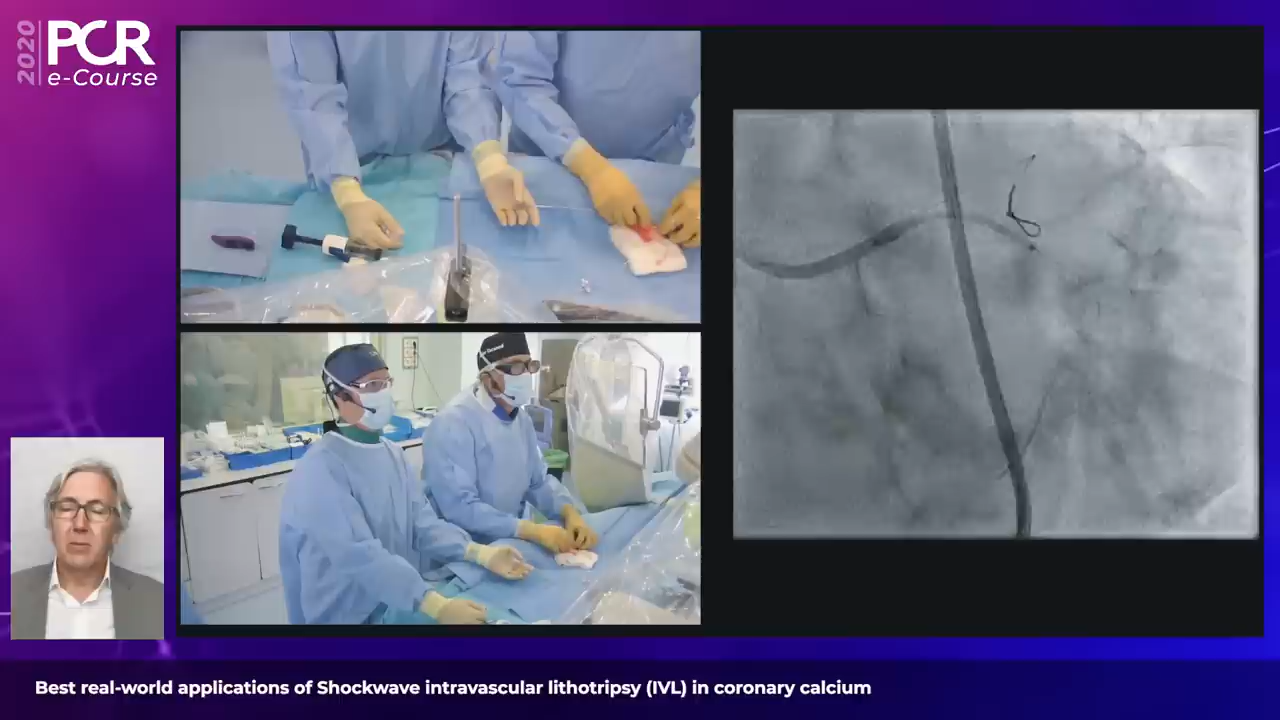 2020
PCR
e-Course
Best real-world applications of Shockwave intravascular lithotripsy (IVL) in coronary calcium